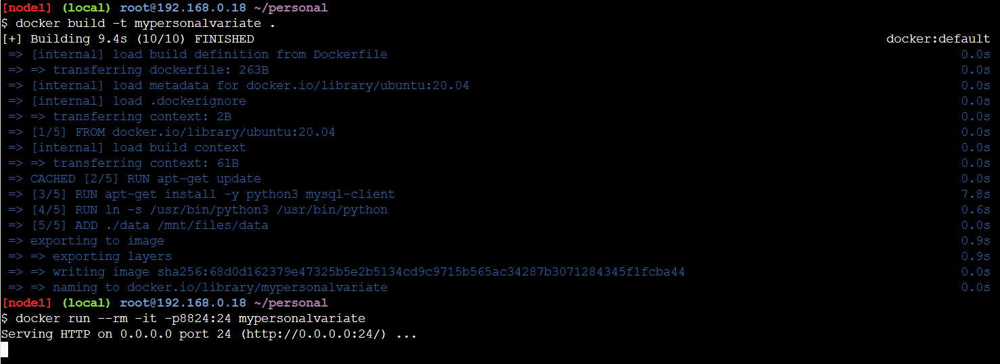 [node1] (local) root@192.168.0.18 ~/personal
$ docker build -t mypersonalvariate .
[+] Building 9.4s (10/10) FINISHED docker:default
=> [internal] load build definition from Dockerfile 0.0s
=> => transferring dockerfile: 263B 0.0s
=> [internal] load metadata for docker.io/library/ubuntu:20.04 0.0s
=> [internal] load .dockerignore 0.0s
=> => transferring context: 2B 0.0s
=> [1/5] FROM docker.io/library/ubuntu:20.04 0.0s
=> [internal] load build context 0.0s
=> => transferring context: 61B 0.0s
=> CACHED [2/5] RUN apt-get update 0.0s
=> [3/5] RUN apt-get install -y python3 mysql-client 7.8s
=> [4/5] RUN ln -s /usr/bin/python3 /usr/bin/python 0.6s
=> [5/5] ADD ./data /mnt/files/data 0.0s
=> exporting to image 0.9s
=> => exporting layers 0.9s
=> => writing image sha256:68d0d162379e47325b5e2b5134cd9c9715b565ac34287b3071284345f1fcba44 0.0s
=> => naming to docker.io/library/mypersonalvariate 0.0s
[node1] (local) root@192.168.0.18 ~/personal
$ docker run --rm -it -p8824:24 mypersonalvariate
Serving HTTP on 0.0.0.0 port 24 (http://0.0.0.0:24/) ...